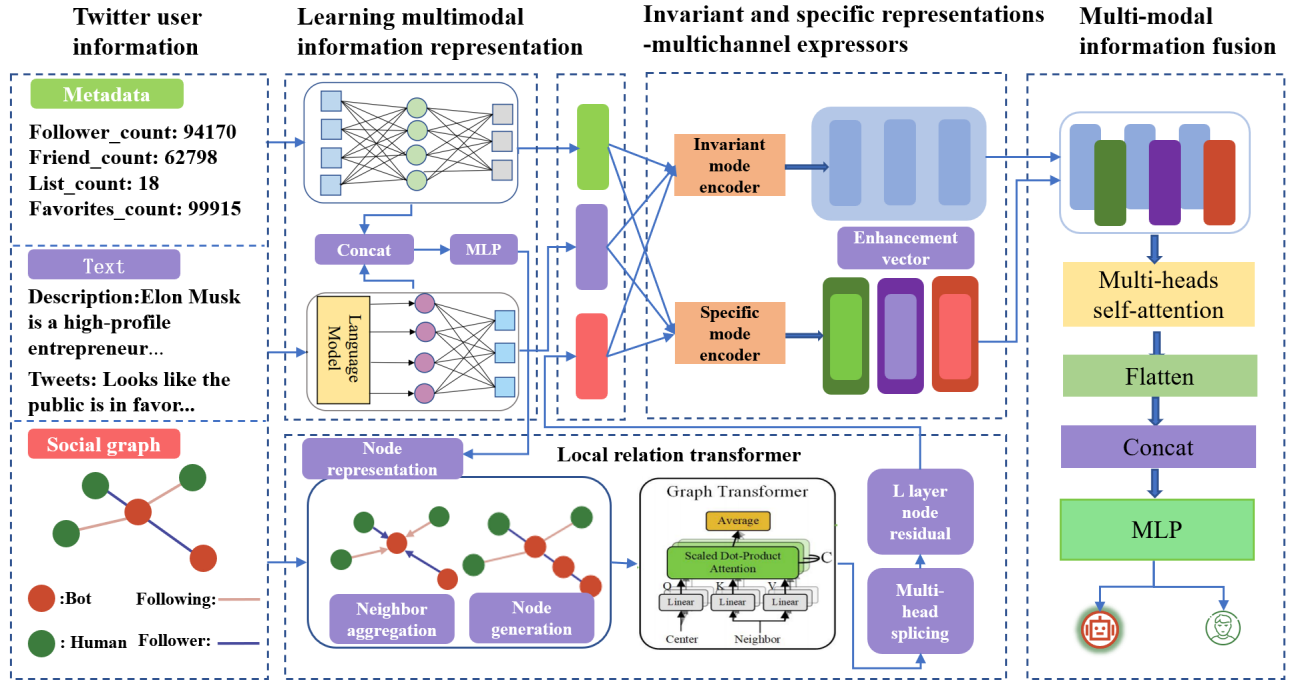 Twitter user
information
Learning multimodal
information representation
Invariant and specific representations
-multichannel expressors
Multi-modal
information fusion
Metadata
Follower_count: 94170
Friend_count: 62798
List_count: 18
Favorites_count: 99915
Text
Description:Elon Musk
is a high-profile
entrepreneur...
Tweets: Looks like the
public is in favor...
Social graph
:Bot
Following:
: Human
Follower:
Concat
MLP
Language
Model
Invariant
mode
encoder
Enhancement
vector
Specific
mode
encoder
Node
representation
Local relation transformer
Neighbor
aggregation
Node
generation
Graph Transformer
Average
Scaled Dot-Product
Attention
C
Q
K
V
Linear
Linear
Linear
Center
Neighbor
L layer
node
residual
Multi-
head
splicing
Multi-heads
self-attention
Flatten
Concat
MLP